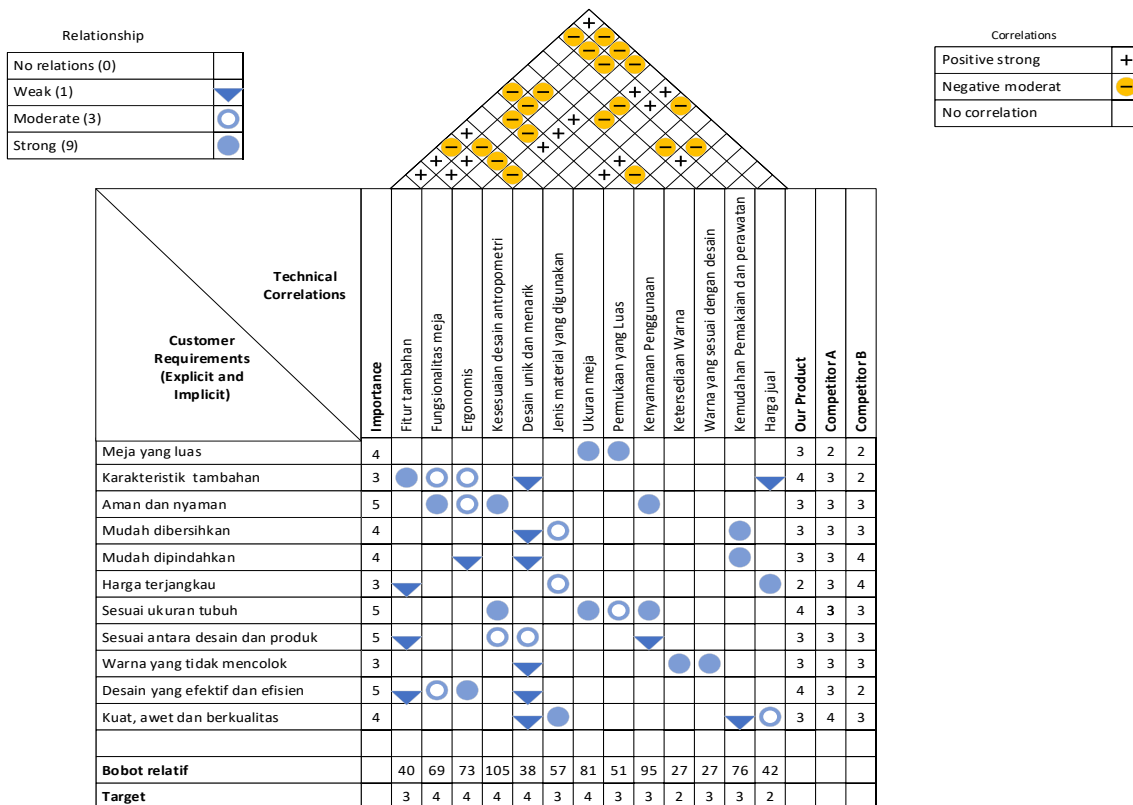 Relationship
No relations (0)
Weak (1)
Moderate (3)
Strong (9)
Correlations
Positive strong +
Negative moderat −
No correlation
Technical
Correlations
Customer
Requirements
(Explicit and
Implicit)
Importance
Fitur tambahan
Fungsionalitas meja
Ergonomis
Kesesuaian desain antropometri
Desain unik dan menarik
Jenis material yang digunakan
Ukuran meja
Permukaan yang Luas
Kenyamanan Penggunaan
Ketersediaan Warna
Warna yang sesuai dengan desain
Kemudahan Pemakaian dan perawatan
Harga jual
Our Product
Competitor A
Competitor B
Meja yang luas 4 3 2 2
Karakteristik tambahan 3 4 3 2
Aman dan nyaman 5 3 3 3
Mudah dibersihkan 4 3 3 3
Mudah dipindahkan 4 3 3 4
Harga terjangkau 3 2 3 4
Sesuai ukuran tubuh 5 4 3 3
Sesuai antara desain dan produk 5 3 3 3
Warna yang tidak mencolok 3 3 3 3
Desain yang efektif dan efisien 5 4 3 2
Kuat, awet dan berkualitas 4 3 4 3
Bobot relatif 40 69 73 105 38 57 81 51 95 27 27 76 42
Target 3 4 4 4 4 3 4 3 3 2 3 3 2